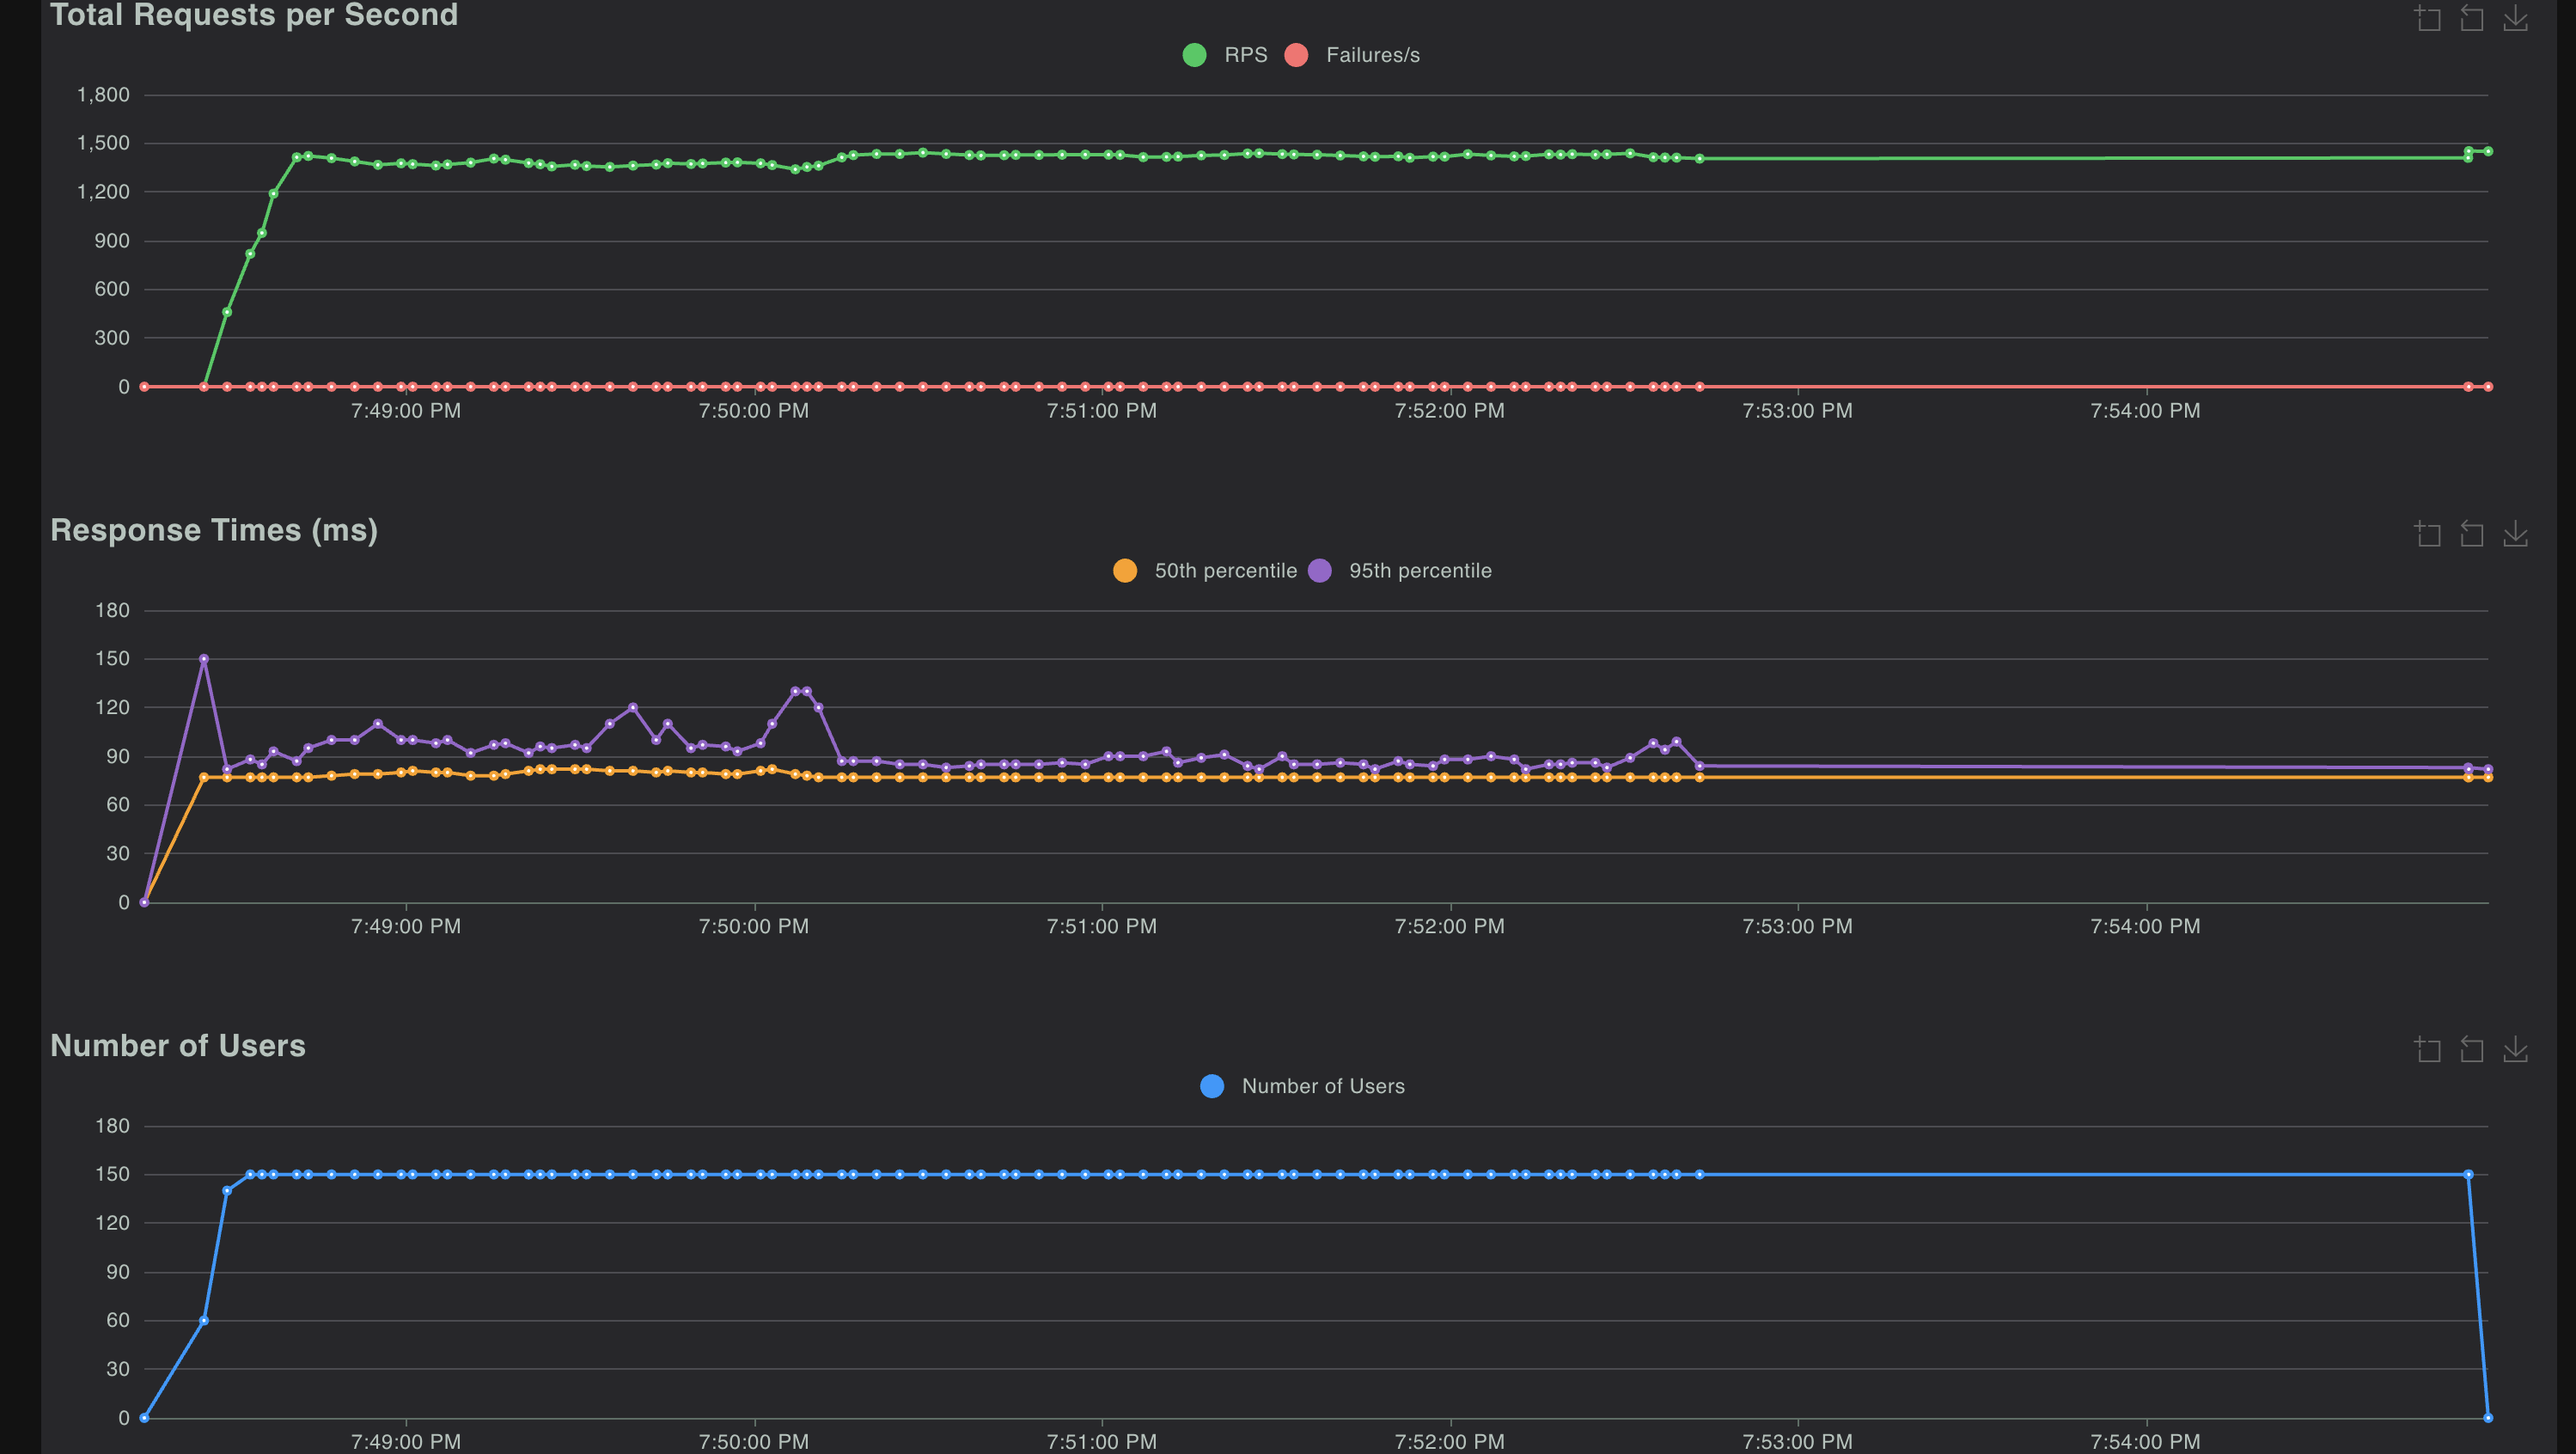 Total Requests per Second
RPS Failures/s
1,800
1,500
1,200
900
600
300
0
7:49:00 PM 7:50:00 PM 7:51:00 PM 7:52:00 PM 7:53:00 PM 7:54:00 PM
Response Times (ms)
50th percentile 95th percentile
180
150
120
90
60
30
0
7:49:00 PM 7:50:00 PM 7:51:00 PM 7:52:00 PM 7:53:00 PM 7:54:00 PM
Number of Users
Number of Users
180
150
120
90
60
30
0
7:49:00 PM 7:50:00 PM 7:51:00 PM 7:52:00 PM 7:53:00 PM 7:54:00 PM